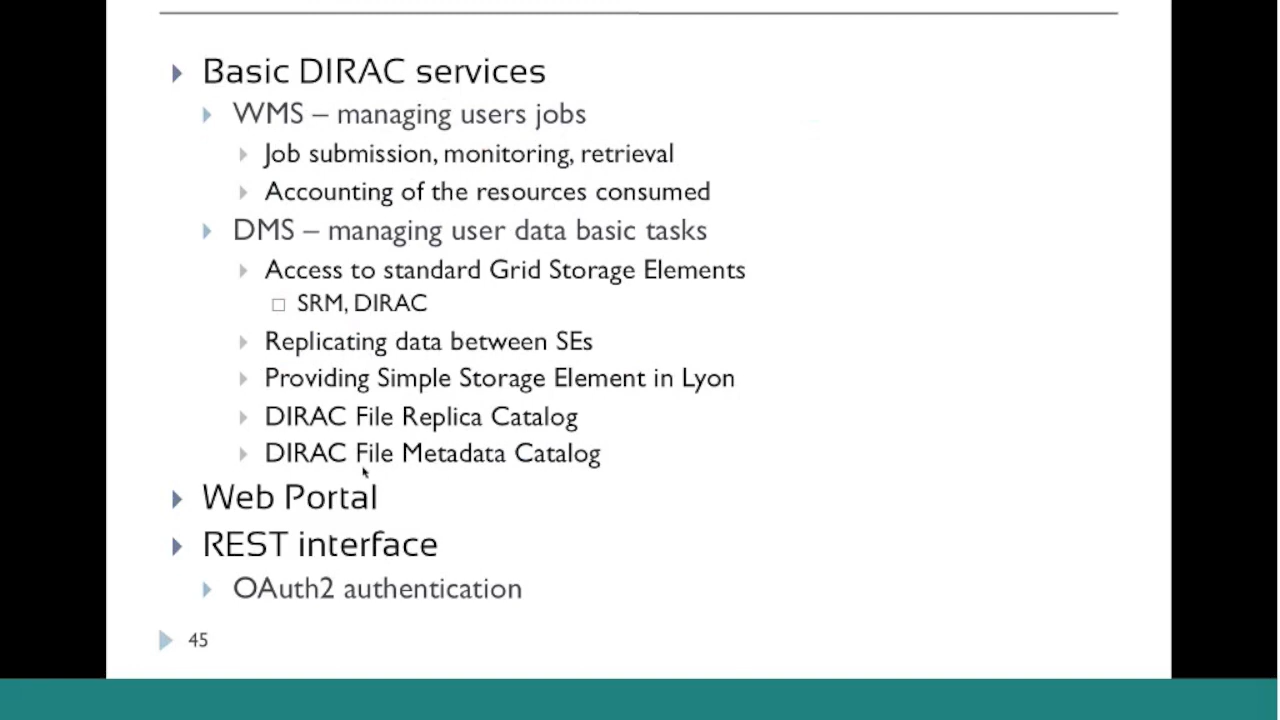 Basic DIRAC services
WMS – managing users jobs
Job submission, monitoring, retrieval
Accounting of the resources consumed
DMS – managing user data basic tasks
Access to standard Grid Storage Elements
SRM, DIRAC
Replicating data between SEs
Providing Simple Storage Element in Lyon
DIRAC File Replica Catalog
DIRAC File Metadata Catalog
Web Portal
REST interface
OAuth2 authentication
45